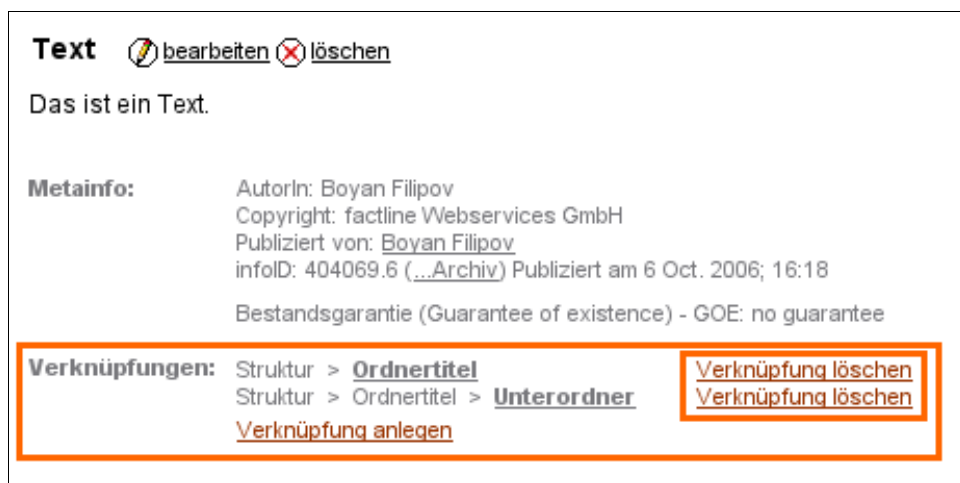 Text bearbeiten löschen
Das ist ein Text.
Metainfo: AutorIn: Boyan Filipov
Copyright: factline Webservices GmbH
Publiziert von: Boyan Filipov
infoID: 404069.6 (...Archiv) Publiziert am 6 Oct. 2006; 16:18
Bestandsgarantie (Guarantee of existence) - GOE: no guarantee
Verknüpfungen: Struktur > Ordnertitel Verknüpfung löschen
Struktur > Ordnertitel > Unterordner Verknüpfung löschen
Verknüpfung anlegen